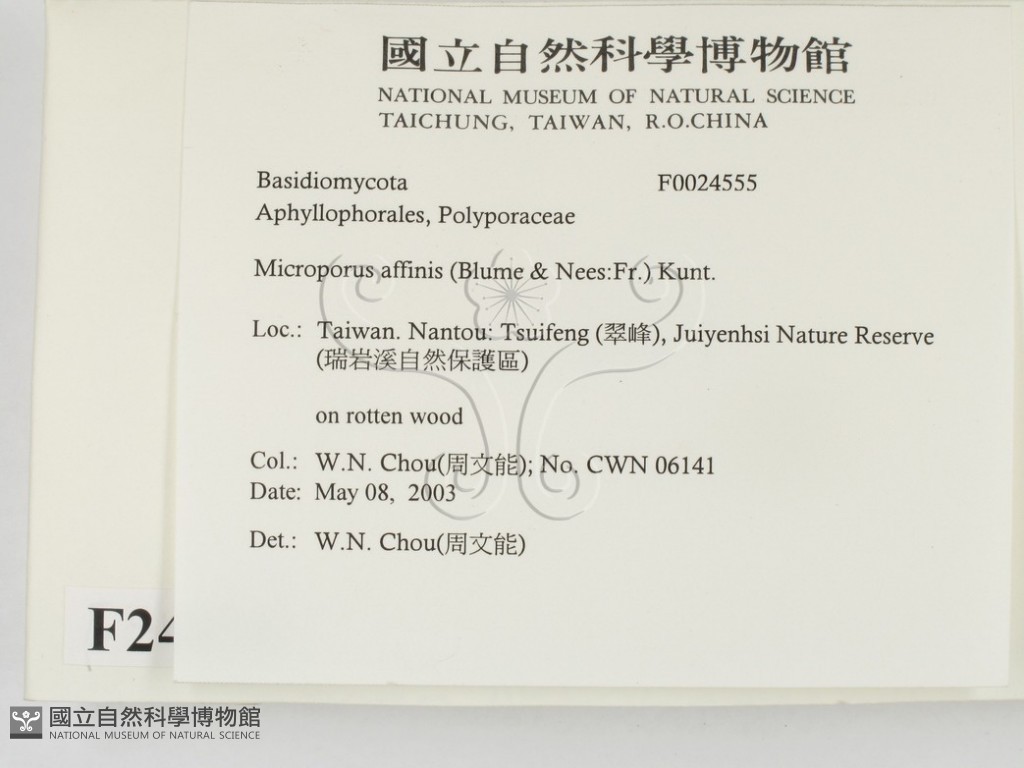 國立自然科學博物館
NATIONAL MUSEUM OF NATURAL SCIENCE
TAICHUNG, TAIWAN, R.O.CHINA
Basidiomycota F0024555
Aphyllophorales, Polyporaceae
Microporus affinis (Blume & Nees:Fr.) Kunt.
Loc.: Taiwan. Nantou: Tsuifeng (翠峰), Juiyenhsi Nature Reserve
(瑞岩溪自然保護區)
on rotten wood
Col.: W.N. Chou(周文能); No. CWN 06141
Date: May 08, 2003
Det.: W.N. Chou(周文能)
F24
國立自然科學博物館
NATIONAL MUSEUM OF NATURAL SCIENCE